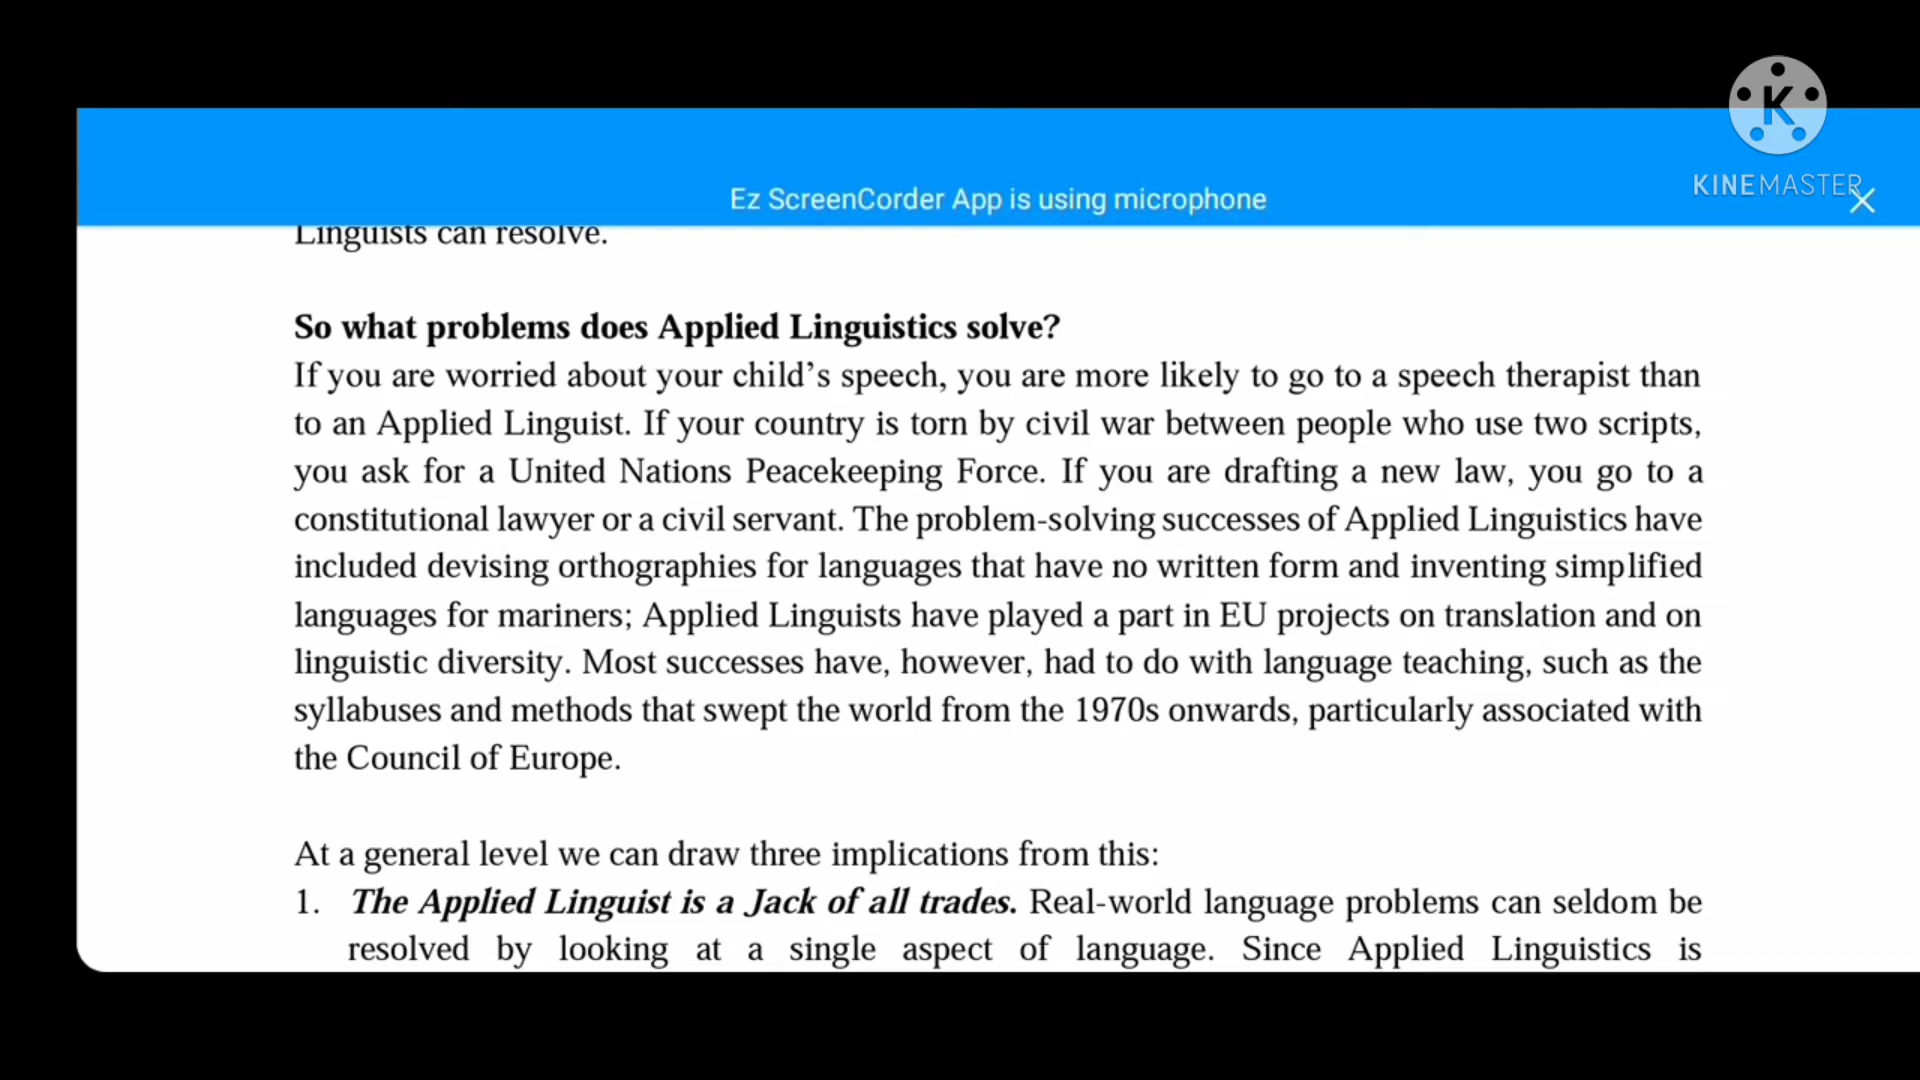 K
KINEMASTER
Ez ScreenCorder App is using microphone
Linguists can resolve.
So what problems does Applied Linguistics solve?
If you are worried about your child’s speech, you are more likely to go to a speech therapist than
to an Applied Linguist. If your country is torn by civil war between people who use two scripts,
you ask for a United Nations Peacekeeping Force. If you are drafting a new law, you go to a
constitutional lawyer or a civil servant. The problem-solving successes of Applied Linguistics have
included devising orthographies for languages that have no written form and inventing simplified
languages for mariners; Applied Linguists have played a part in EU projects on translation and on
linguistic diversity. Most successes have, however, had to do with language teaching, such as the
syllabuses and methods that swept the world from the 1970s onwards, particularly associated with
the Council of Europe.
At a general level we can draw three implications from this:
1. The Applied Linguist is a Jack of all trades. Real-world language problems can seldom be
resolved by looking at a single aspect of language. Since Applied Linguistics is